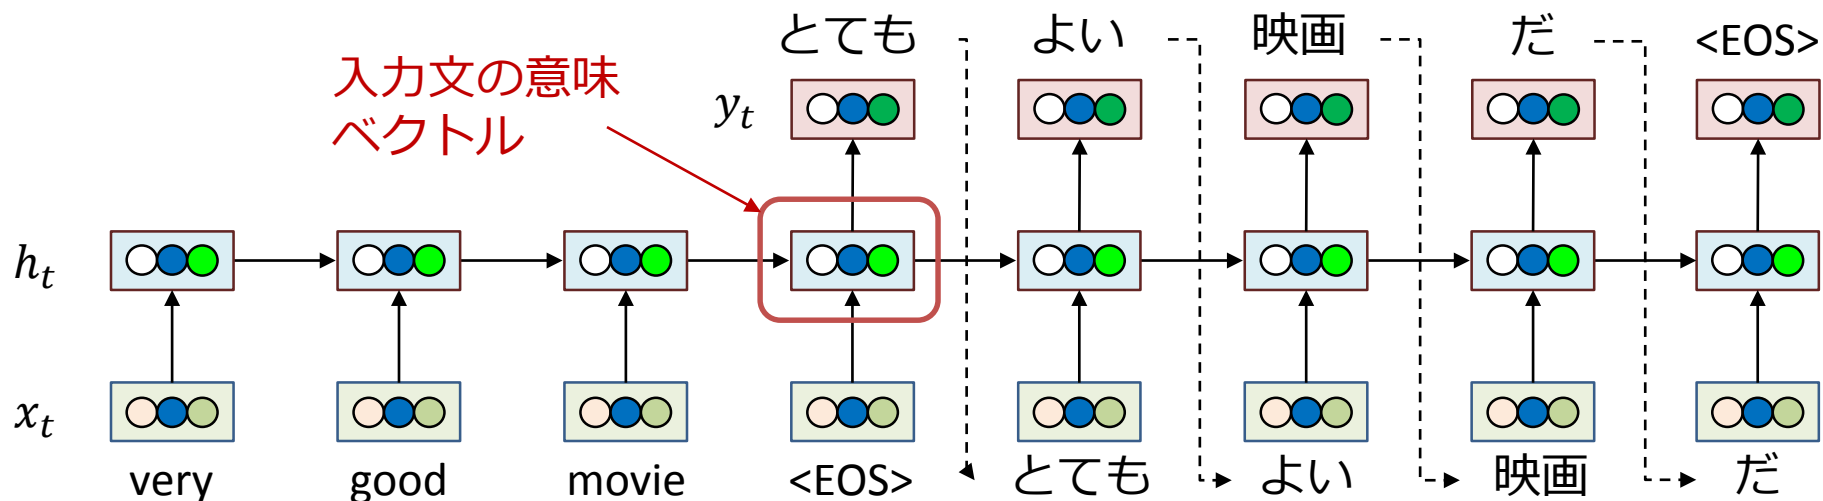 とても よい 映画 だ <EOS>
入力文の意味
ベクトル
y_t
h_t
x_t
very good movie <EOS> とても よい 映画 だ